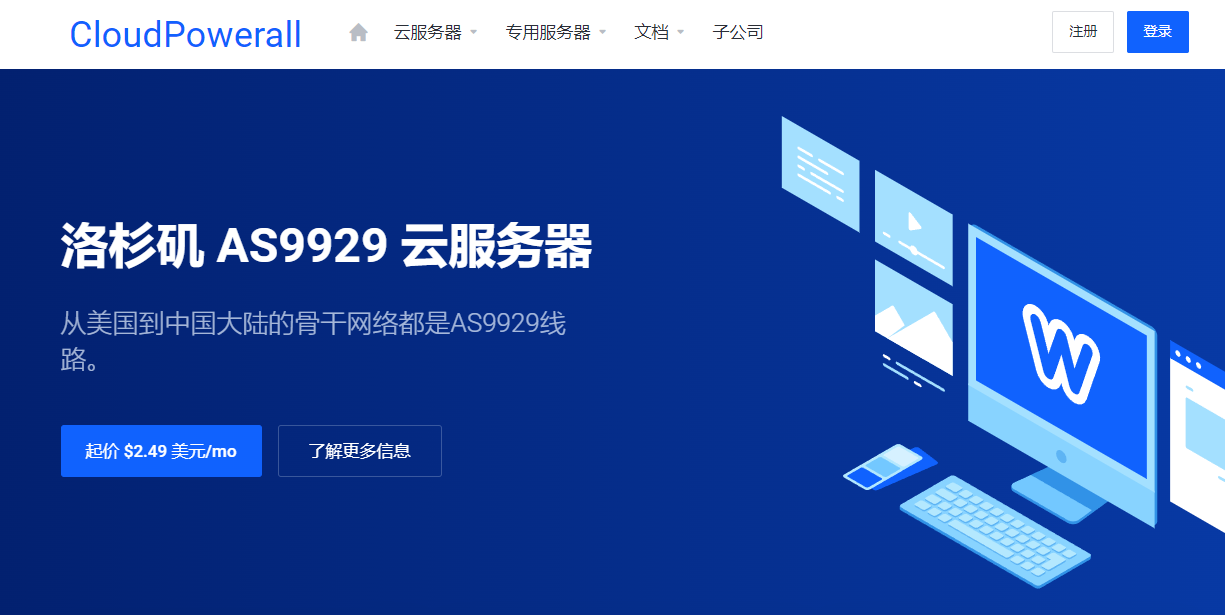 CloudPowerall
云服务器
专用服务器
文档
子公司
注册
登录
洛杉矶 AS9929 云服务器
从美国到中国大陆的骨干网络都是AS9929线
路。
起价 $2.49 美元/mo
了解更多信息
W